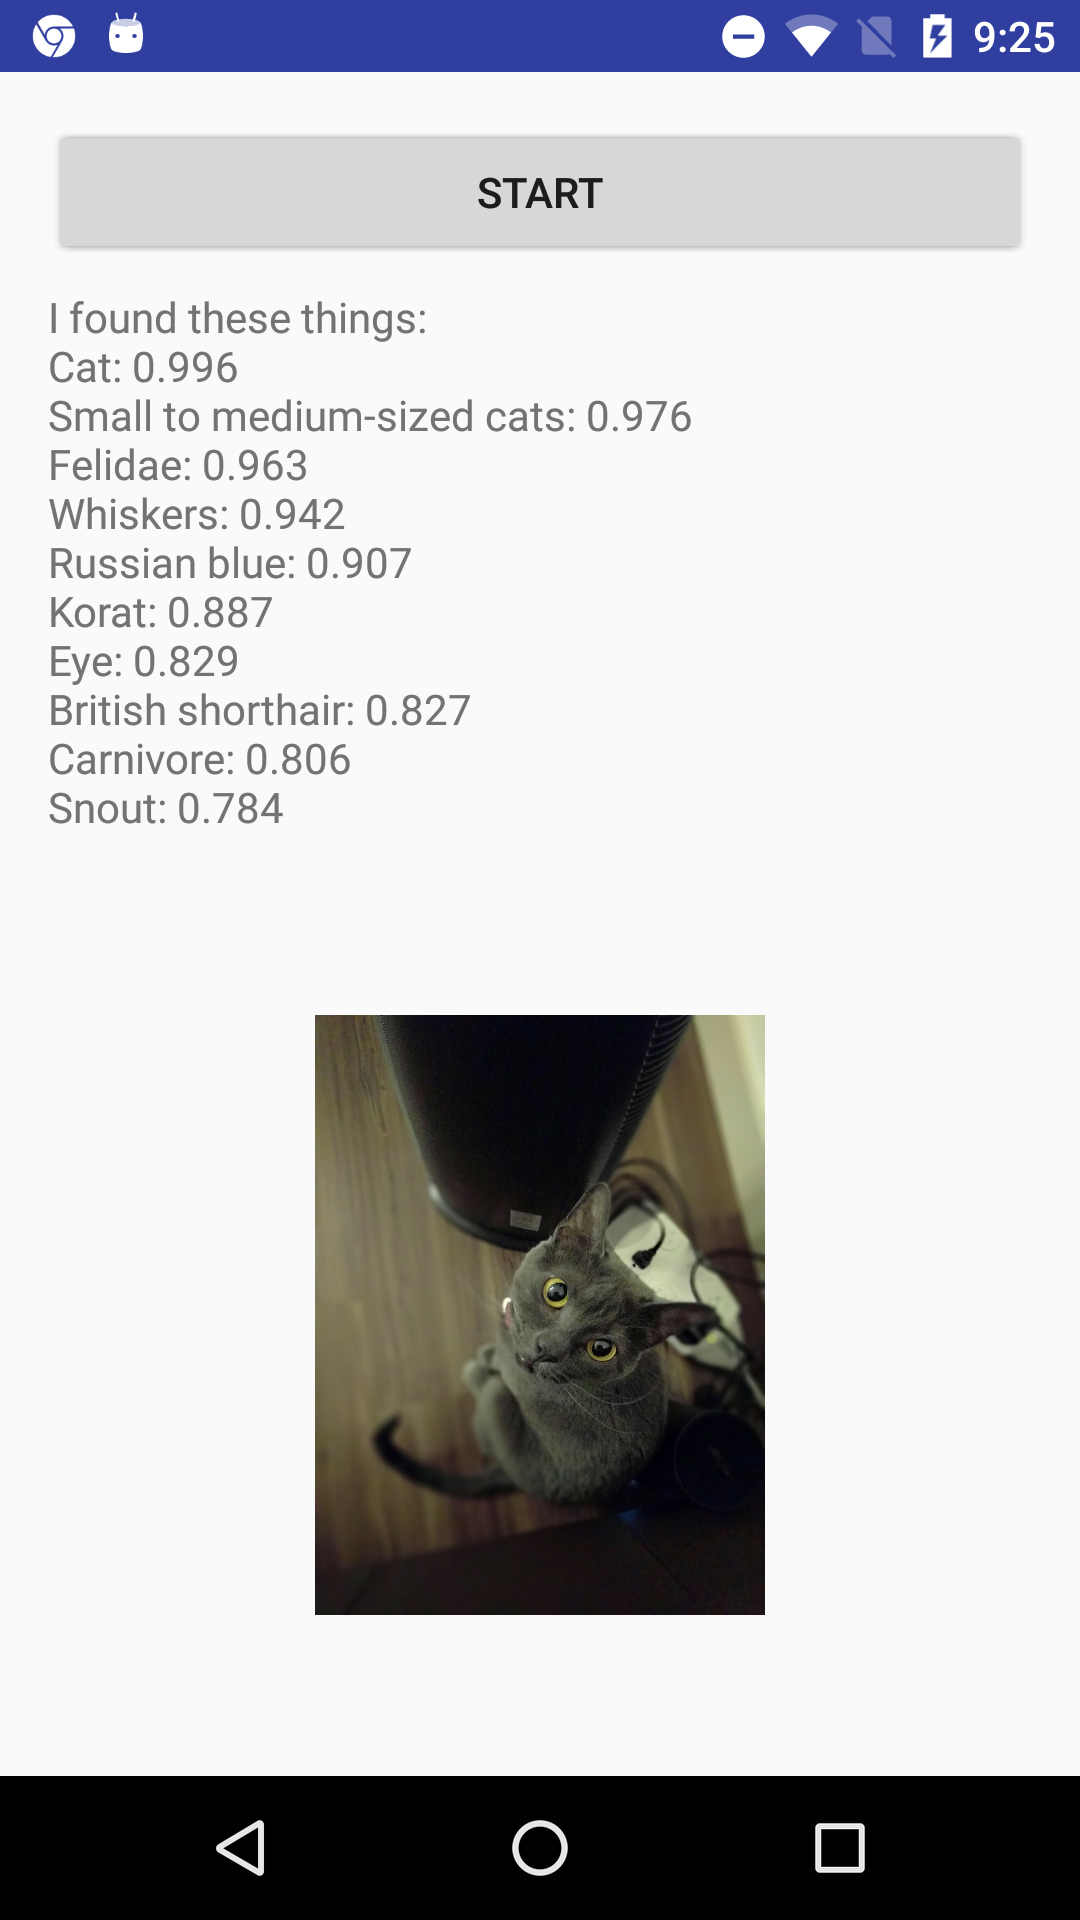 9:25
START
I found these things:
Cat: 0.996
Small to medium-sized cats: 0.976
Felidae: 0.963
Whiskers: 0.942
Russian blue: 0.907
Korat: 0.887
Eye: 0.829
British shorthair: 0.827
Carnivore: 0.806
Snout: 0.784